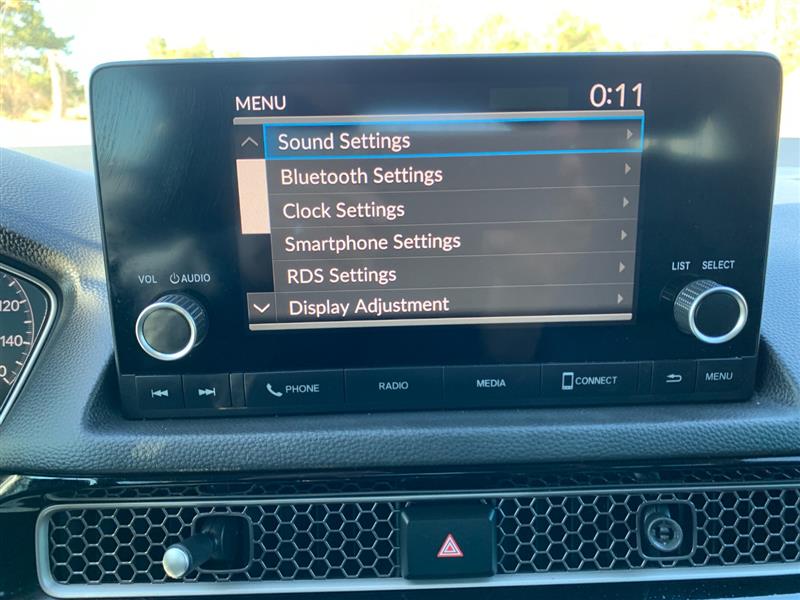 MENU 0:11
Sound Settings
Bluetooth Settings
Clock Settings
Smartphone Settings
RDS Settings
Display Adjustment
VOL AUDIO
LIST SELECT
PHONE RADIO MEDIA CONNECT MENU
120
140